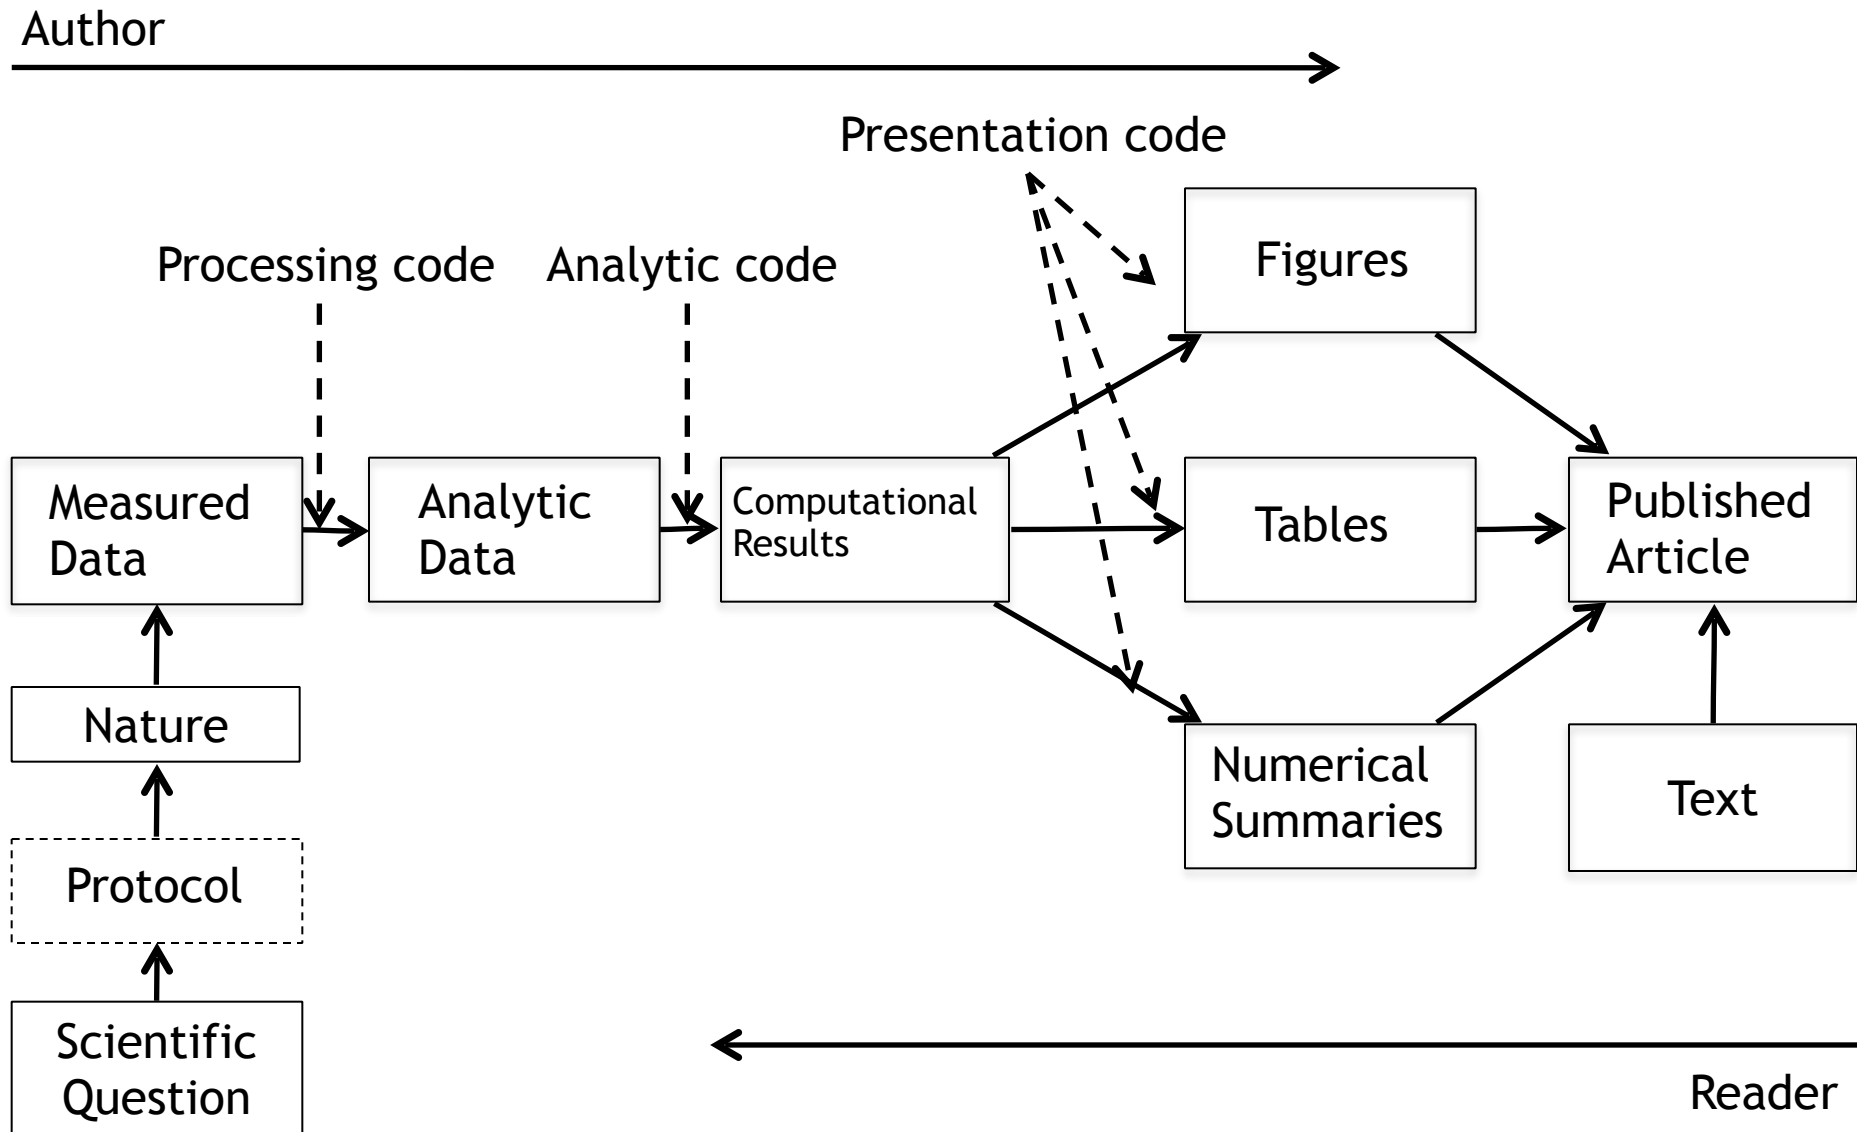 Author
Presentation code
Processing code
Analytic code
Figures
Measured
Data
Analytic
Data
Computational
Results
Tables
Published
Article
Nature
Numerical
Summaries
Text
Protocol
Scientific
Question
Reader